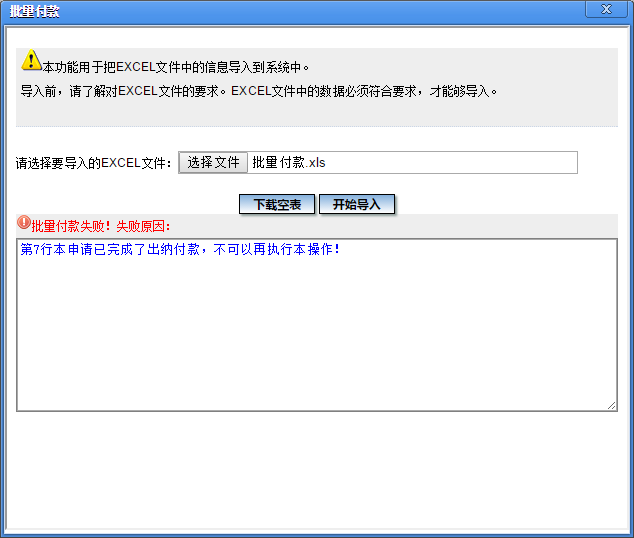 批量付款
本功能用于把EXCEL文件中的信息导入到系统中。
导入前，请了解对EXCEL文件的要求。EXCEL文件中的数据必须符合要求，才能够导入。
请选择要导入的EXCEL文件： 选择文件 批量付款.xls
下载空表 开始导入
批量付款失败！失败原因：
第7行本申请已完成了出纳付款，不可以再执行本操作！